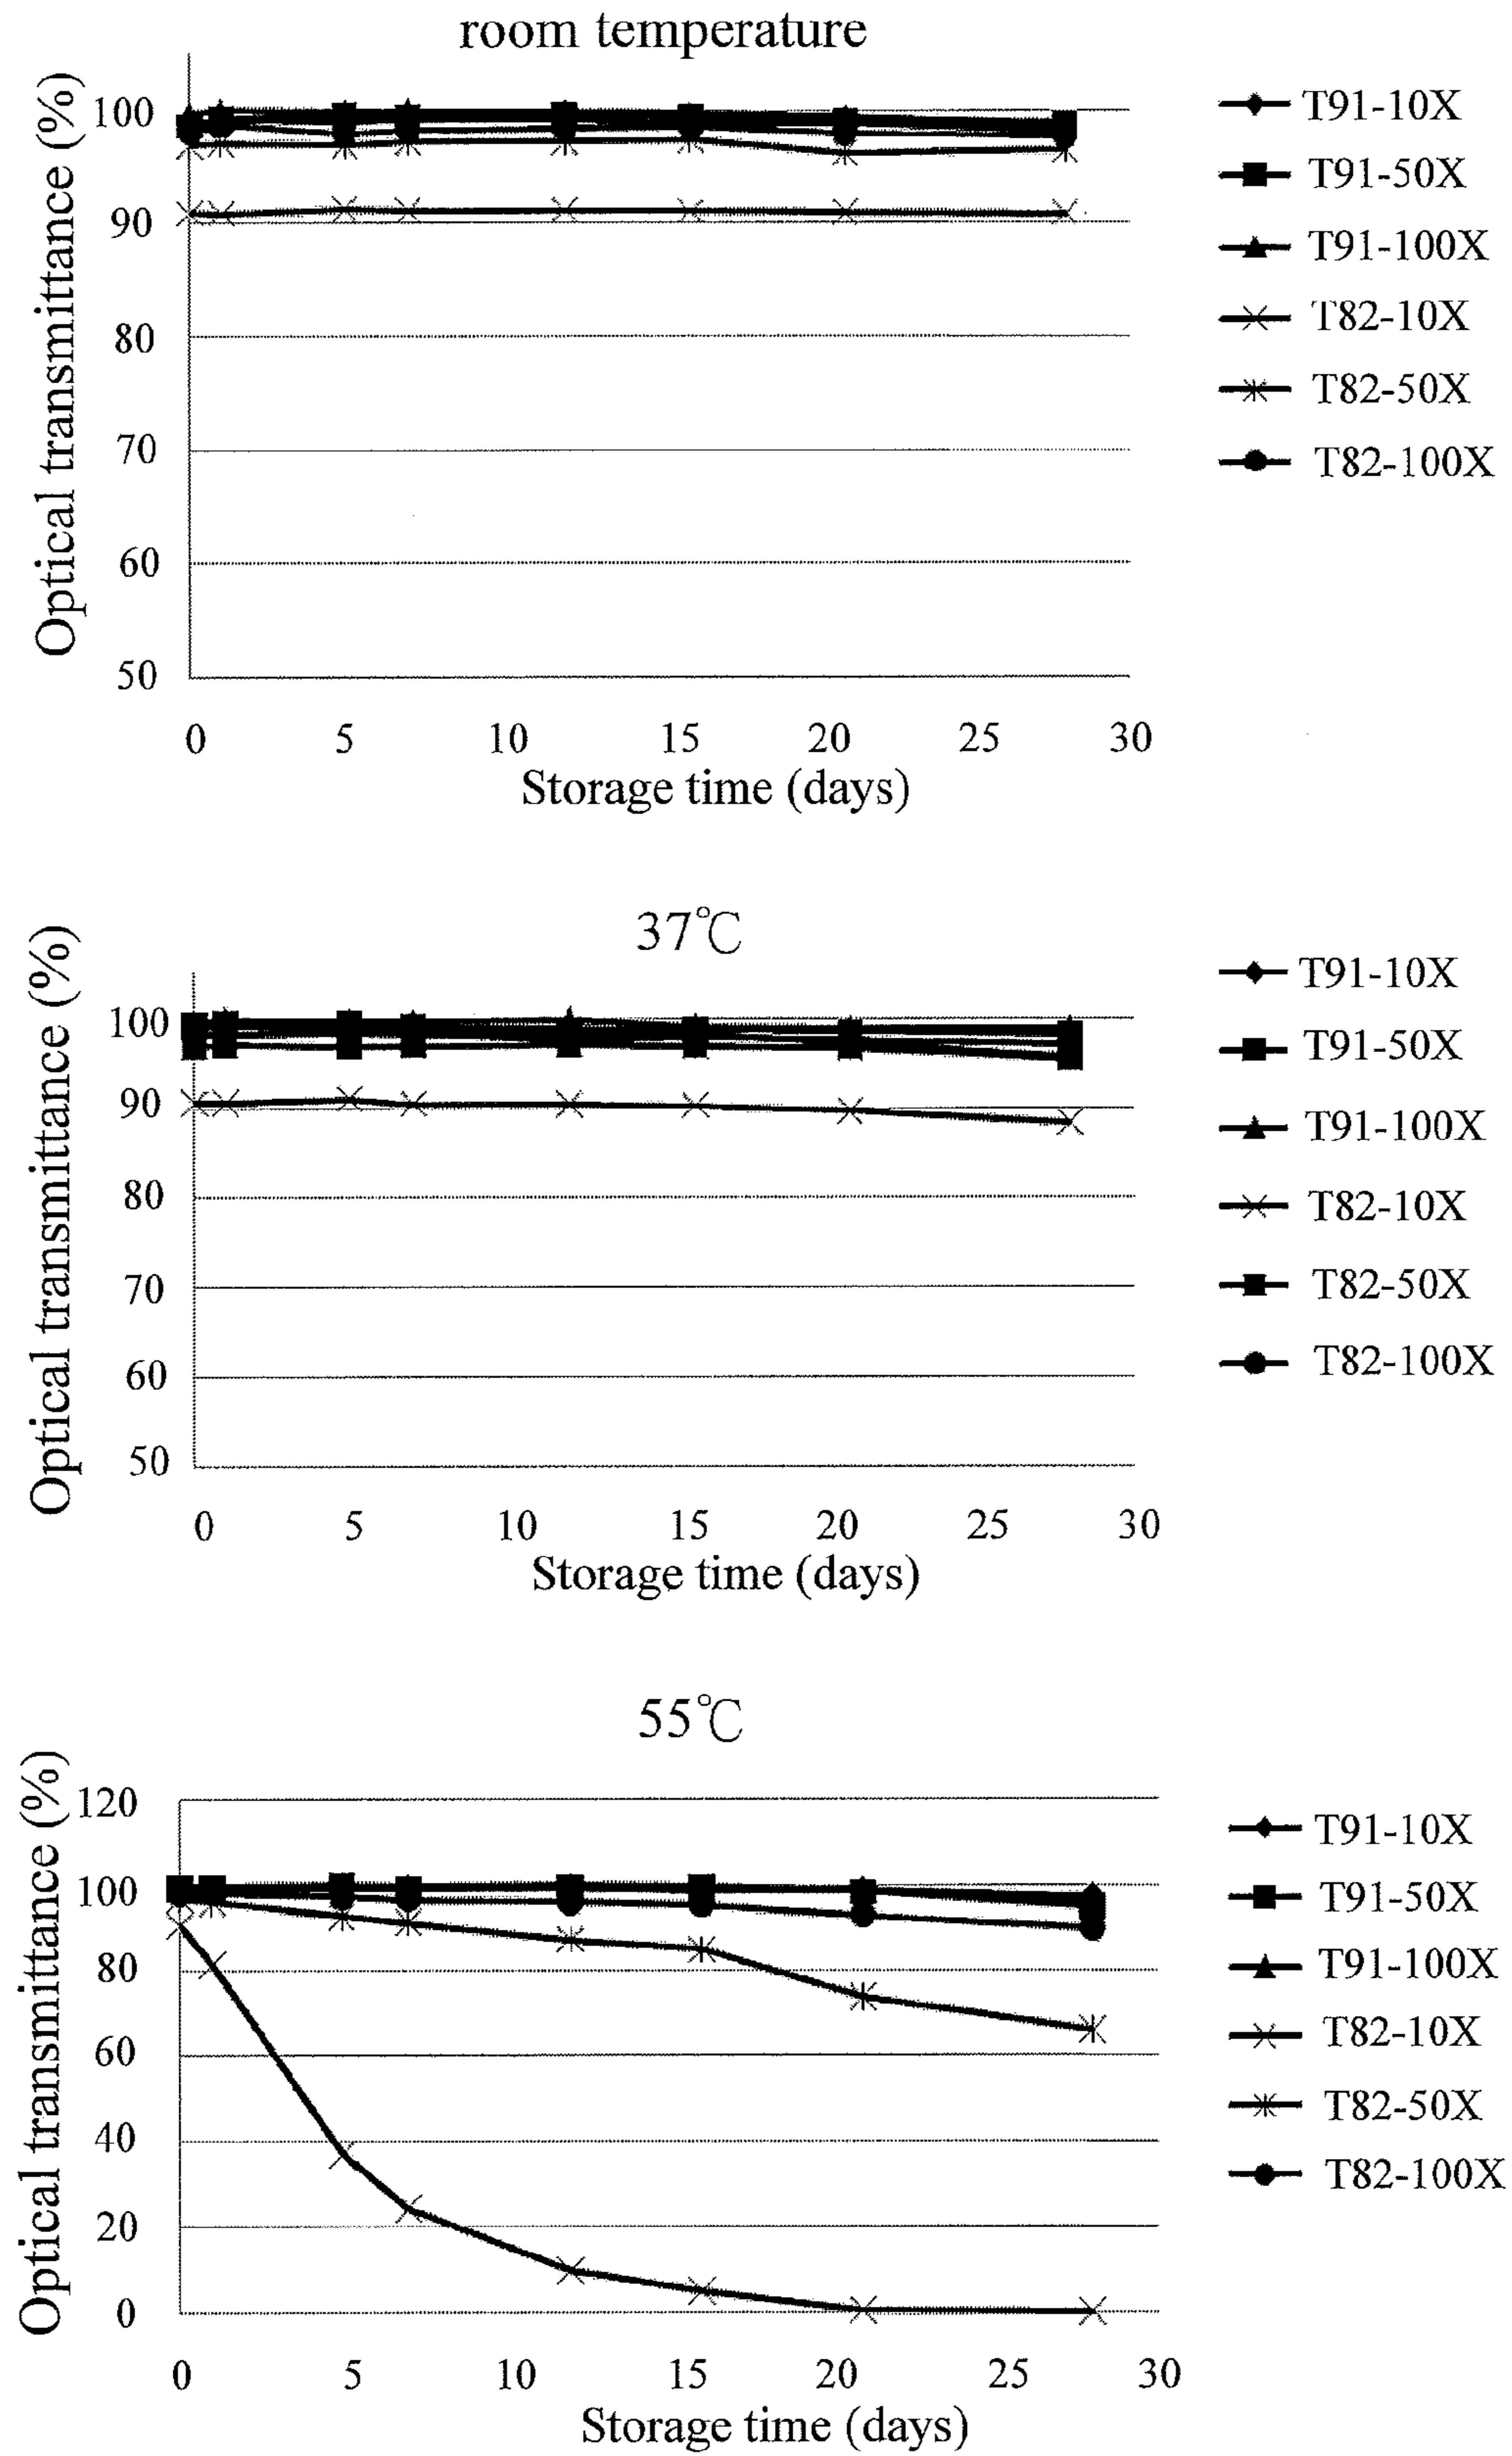 room temperature
Optical transmittance (%)
100
90
80
70
60
50
0 5 10 15 20 25 30
Storage time (days)
T91-10X
T91-50X
T91-100X
T82-10X
T82-50X
T82-100X
37℃
Optical transmittance (%)
100
90
80
70
60
50
0 5 10 15 20 25 30
Storage time (days)
T91-10X
T91-50X
T91-100X
T82-10X
T82-50X
T82-100X
55℃
Optical transmittance (%)
120
100
80
60
40
20
0
0 5 10 15 20 25 30
Storage time (days)
T91-10X
T91-50X
T91-100X
T82-10X
T82-50X
T82-100X